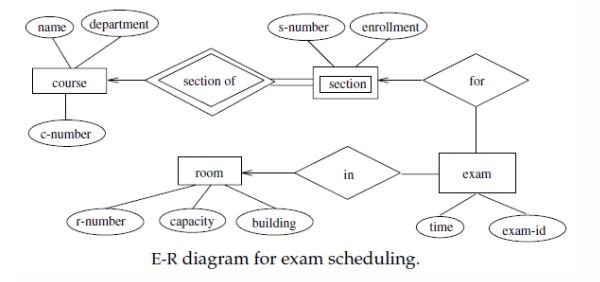 name
department
s-number
enrollment
course
section of
section
for
c-number
room
in
exam
r-number
capacity
building
time
exam-id
E-R diagram for exam scheduling.